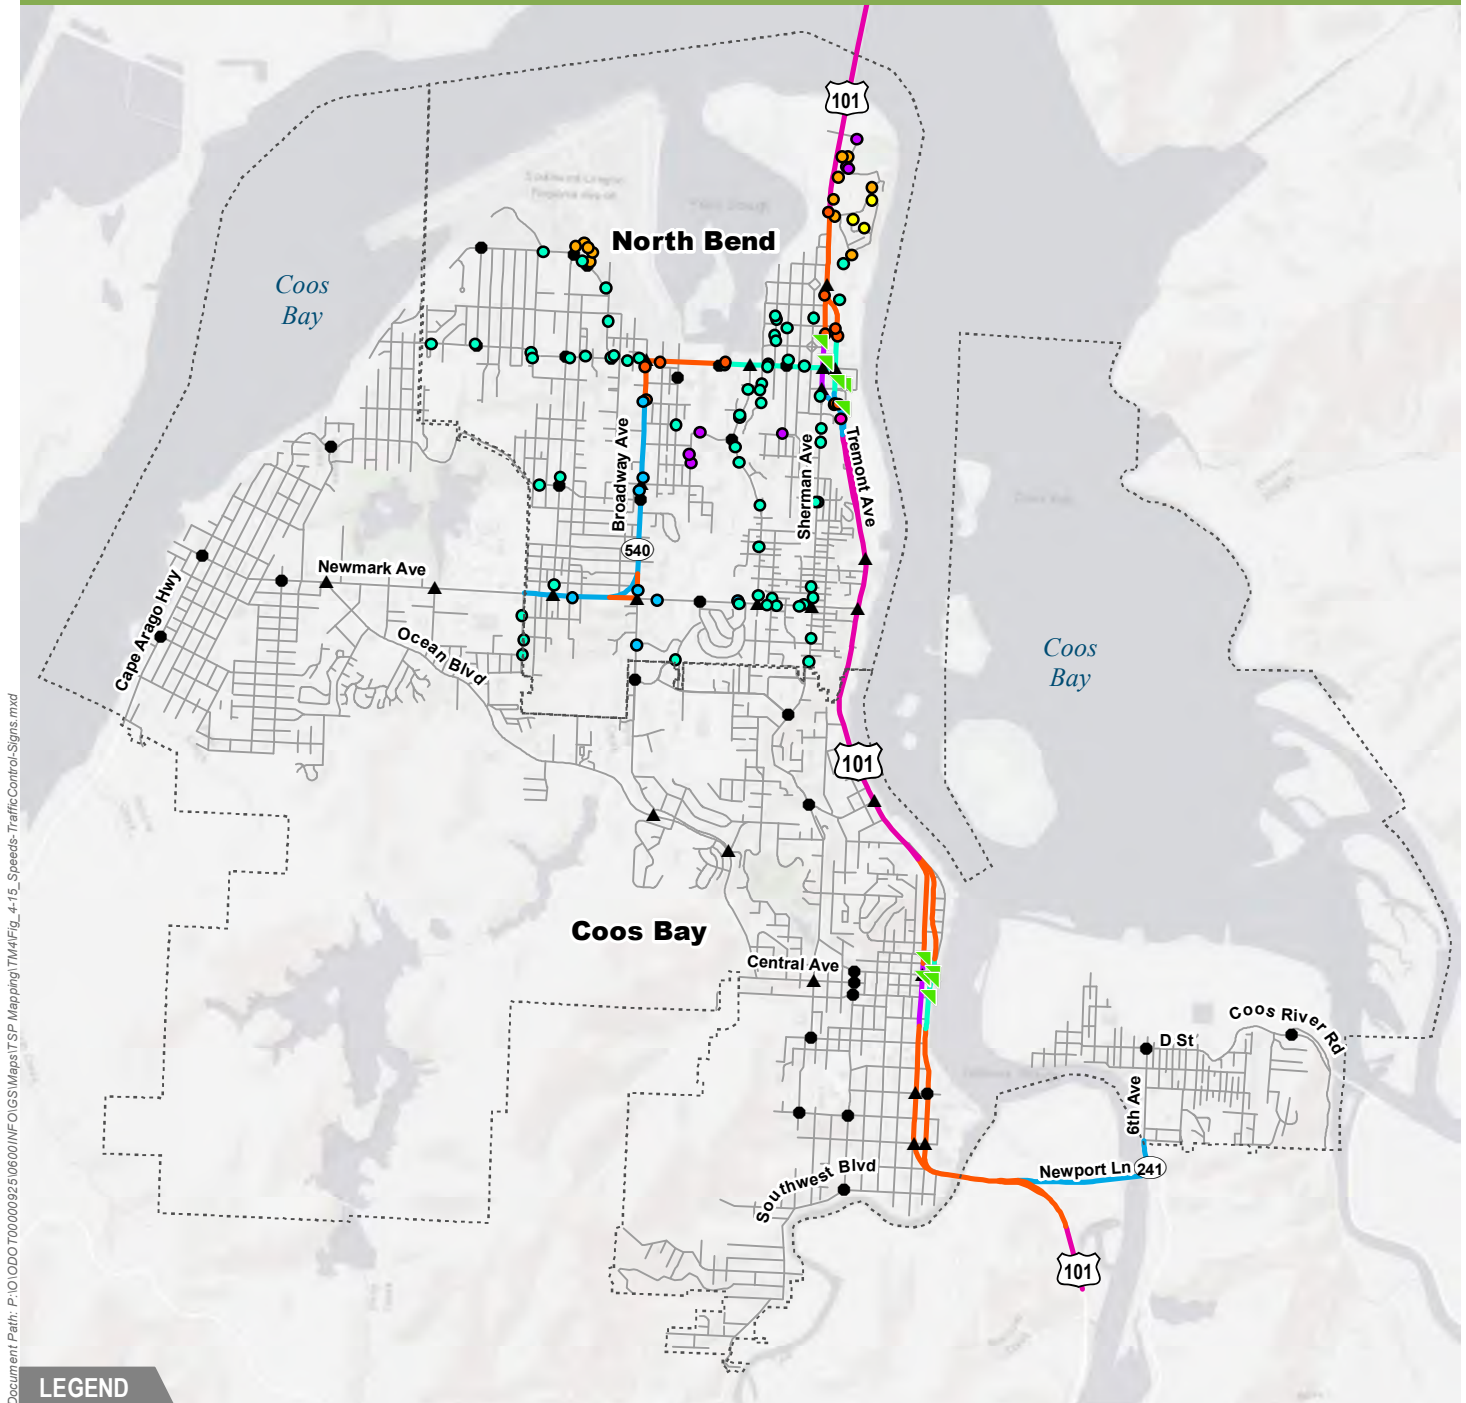 101
North Bend
Coos
Bay
Broadway Ave
Sherman Ave
Tremont Ave
540
Newmark Ave
Cape Arago Hwy
Ocean Blvd
Coos
Bay
101
Coos Bay
Central Ave
Coos River Rd
D St
6th Ave
Newport Ln
241
Southwest Blvd
101
Document Path: P:\O\ODOT00000925\0600INFO\GS\Maps\TSP Mapping\TM4\Fig_4-15_Speeds-TrafficControl-Signs.mxd
LEGEND